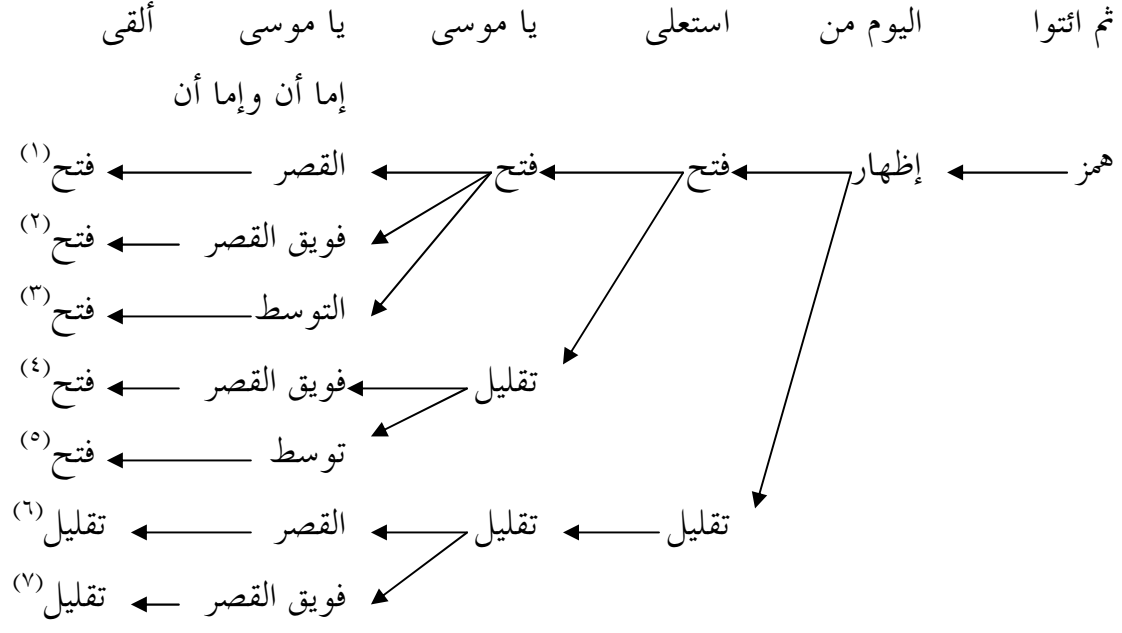 ثم ائتوا اليوم من استعلى يا موسى يا موسى ألقى
إما أن وإما أن
همز إظهار فتح فتح القصر فتح(١)
فويق القصر فتح(٢)
التوسط فتح(٣)
تقليل فويق القصر فتح(٤)
توسط فتح(٥)
تقليل تقليل القصر تقليل(٦)
فويق القصر تقليل(٧)